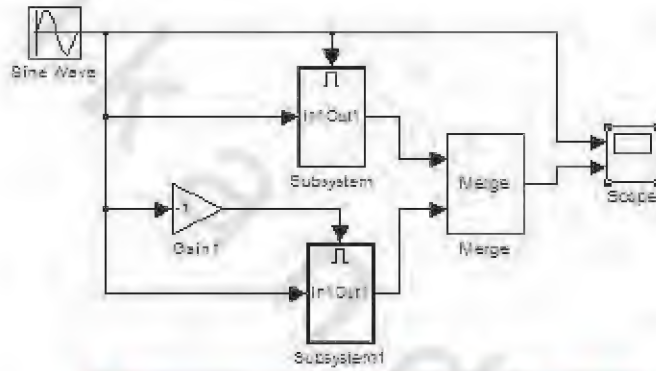 Sine Wave
In1 Out1
Subsystem
-1
Gain1
Merge
Merge
Scope
In1 Out1
Subsystem1